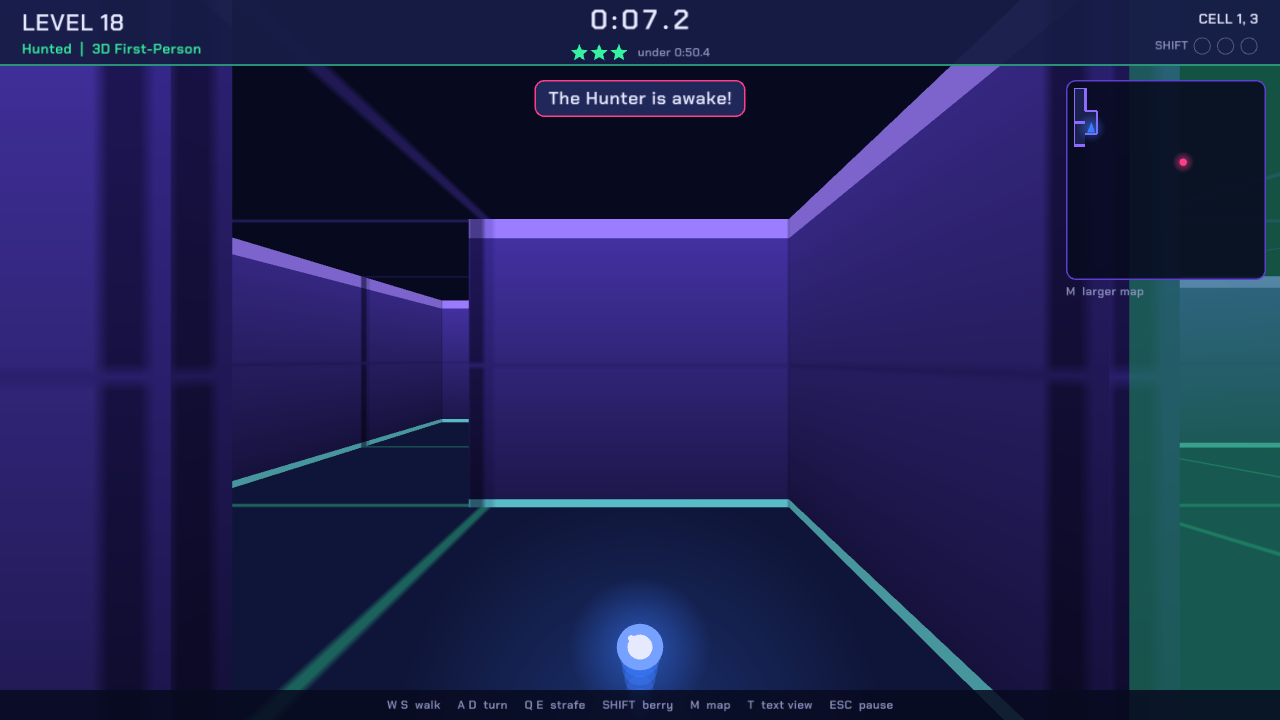 LEVEL 18
Hunted | 3D First-Person
0:07.2
under 0:50.4
CELL 1, 3
SHIFT
The Hunter is awake!
M larger map
W S walk A D turn Q E strafe SHIFT berry M map T text view ESC pause